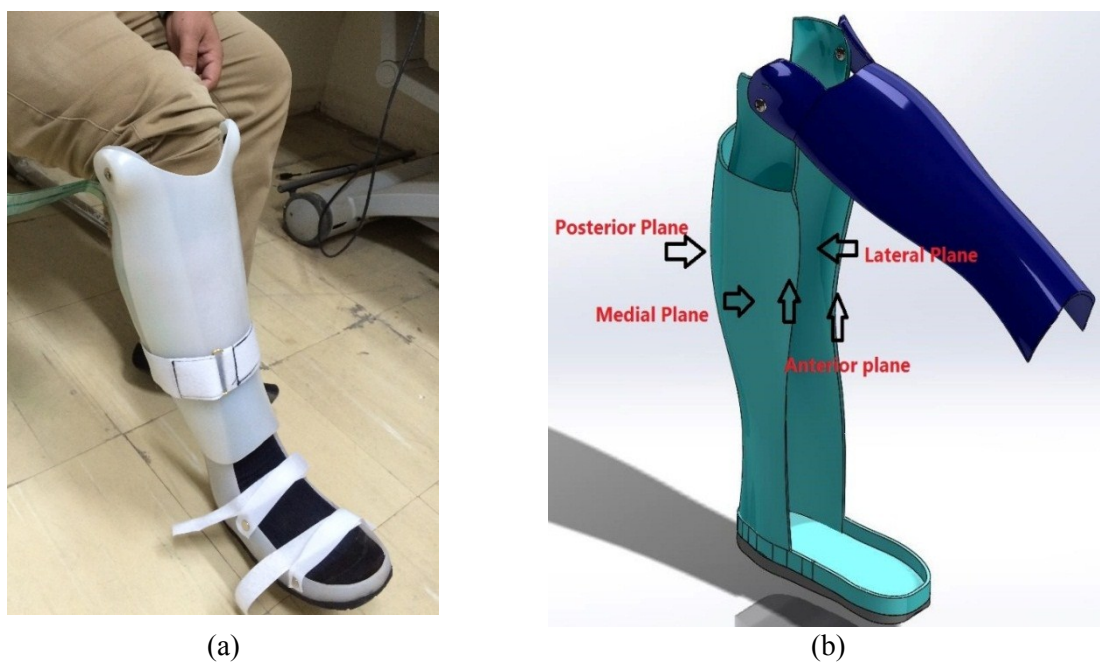 Posterior Plane
Lateral Plane
Medial Plane
Anterior plane
(a)
(b)